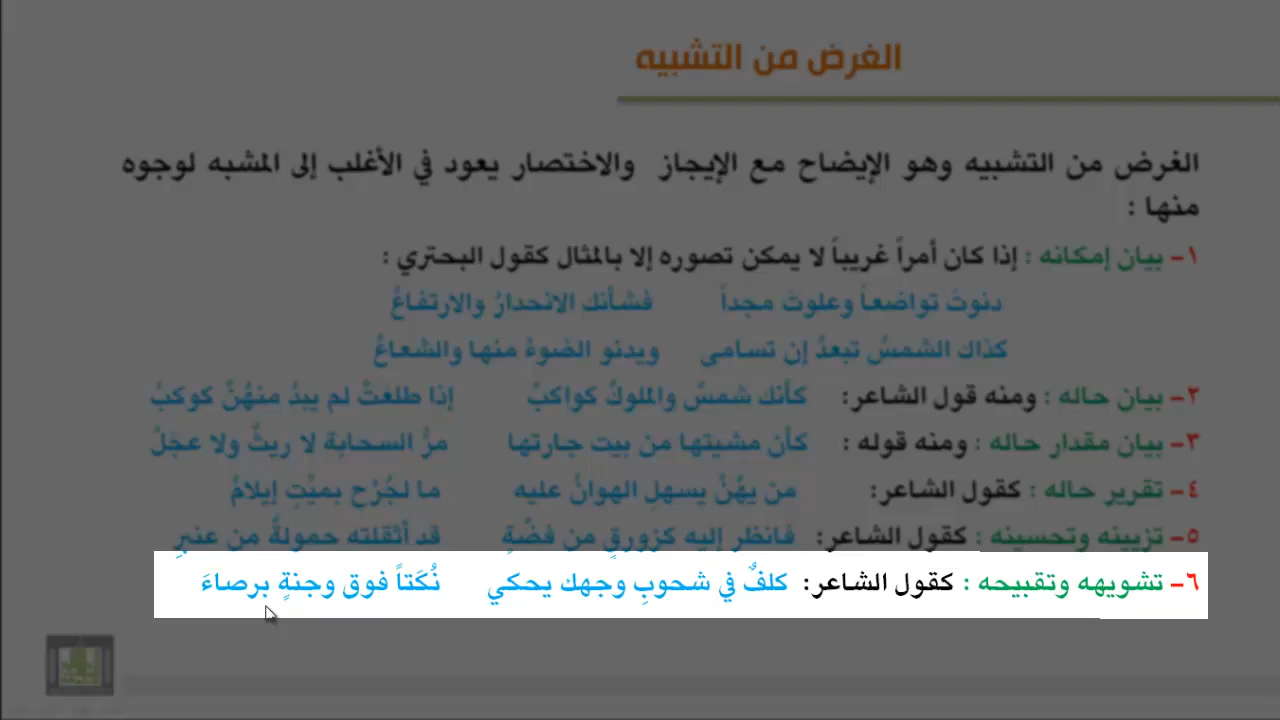 الغرض من التشبيه
الغرض من التشبيه وهو الإيضاح مع الإيجاز والاختصار يعود في الأغلب إلى المشبه لوجوه
منها :
١- بيان إمكانه : إذا كان أمراً غريباً لا يمكن تصوره إلا بالمثال كقول البحتري :
دنوتَ تواضعاً وعلوتَ مجداً فشأنك الانحدارُ والارتفاعُ
كذاك الشمسُ تبعدُ إن تسامى ويدنو الضوءُ منها والشعاعُ
٢- بيان حاله : ومنه قول الشاعر: كأنك شمسٌ والملوكُ كواكبٌ إذا طلعتْ لم يبدُ منهُنَّ كوكبُ
٣- بيان مقدار حاله : ومنه قوله : كأن مشيتها من بيت جارتها مرُّ السحابة لا ريثٌ ولا عجَلُ
٤- تقرير حاله : كقول الشاعر: من يهُنْ يسهلِ الهوانُ عليه ما لجُرْحٍ بميِّتٍ إيلامُ
٥- تزيينه وتحسينه : كقول الشاعر: فانظر إليه كزورقٍ من فضَّةٍ قد أثقلته حمولةٌ من عنبرِ
٦- تشويهه وتقبيحه : كقول الشاعر: كلفٌ في شحوبِ وجهك يحكي نُكَتاً فوق وجنةٍ برصاءَ